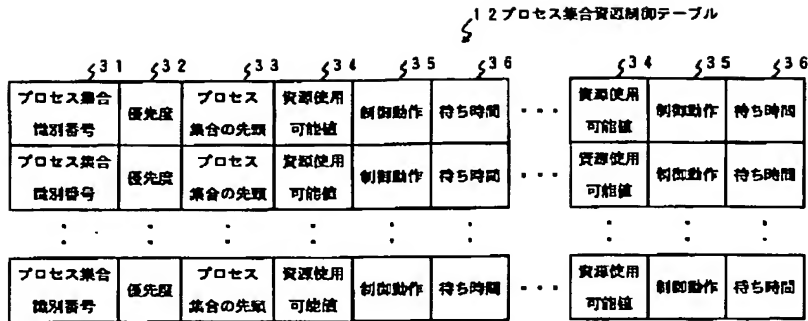 12プロセス集合資源制御テーブル
31 32 33 34 35 36 34 35 36
プロセス集合 優先度 プロセス 資源使用 制御動作 待ち時間 ・・・ 資源使用 制御動作 待ち時間
識別番号 集合の先頭 可能値 可能値
プロセス集合 優先度 プロセス 資源使用 制御動作 待ち時間 ・・・ 資源使用 制御動作 待ち時間
識別番号 集合の先頭 可能値 可能値
プロセス集合 優先度 プロセス 資源使用 制御動作 待ち時間 ・・・ 資源使用 制御動作 待ち時間
識別番号 集合の先頭 可能値 可能値